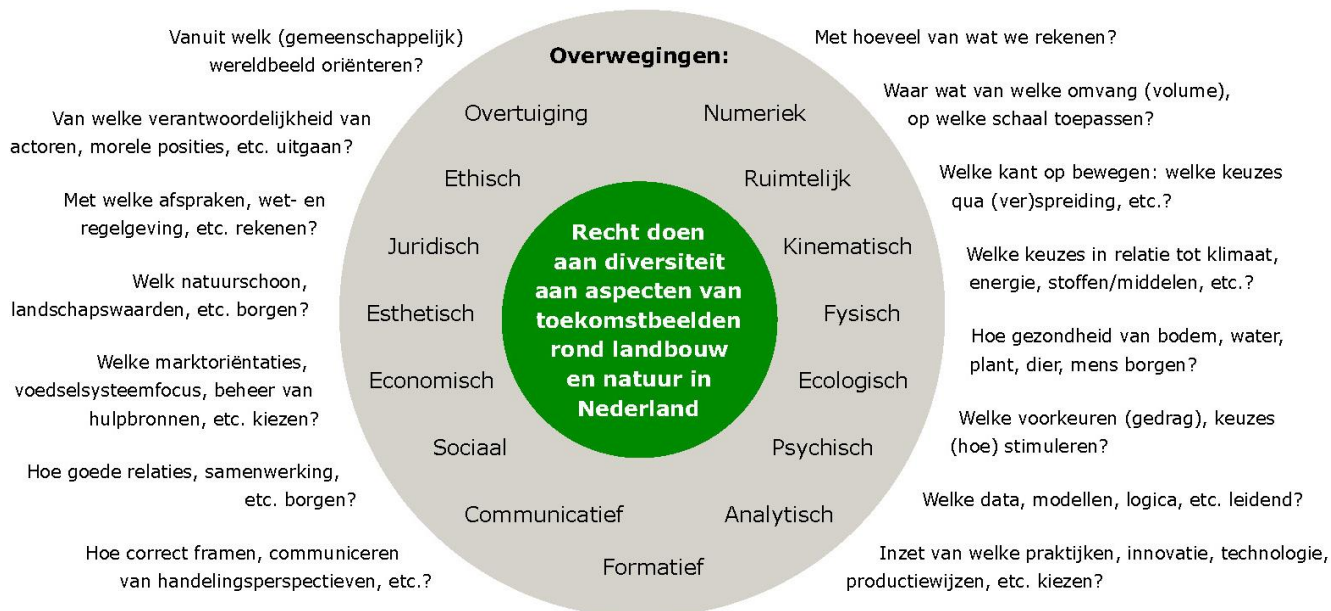 Overwegingen:
Vanuit welk (gemeenschappelijk)
wereldbeeld oriënteren?
Van welke verantwoordelijkheid van
actoren, morele posities, etc. uitgaan?
Met welke afspraken, wet- en
regelgeving, etc. rekenen?
Welk natuurschoon,
landschapswaarden, etc. borgen?
Welke marktoriëntaties,
voedselsysteemfocus, beheer van
hulpbronnen, etc. kiezen?
Hoe goede relaties, samenwerking,
etc. borgen?
Hoe correct framen, communiceren
van handelingsperspectieven, etc.?
Overtuiging
Ethisch
Juridisch
Esthetisch
Economisch
Sociaal
Communicatief
Formatief
Recht doen
aan diversiteit
aan aspecten van
toekomstbeelden
rond landbouw
en natuur in
Nederland
Numeriek
Ruimtelijk
Kinematisch
Fysisch
Ecologisch
Psychisch
Analytisch
Met hoeveel van wat we rekenen?
Waar wat van welke omvang (volume),
op welke schaal toepassen?
Welke kant op bewegen: welke keuzes
qua (ver)spreiding, etc.?
Welke keuzes in relatie tot klimaat,
energie, stoffen/middelen, etc.?
Hoe gezondheid van bodem, water,
plant, dier, mens borgen?
Welke voorkeuren (gedrag), keuzes
(hoe) stimuleren?
Welke data, modellen, logica, etc. leidend?
Inzet van welke praktijken, innovatie, technologie,
productiewijzen, etc. kiezen?